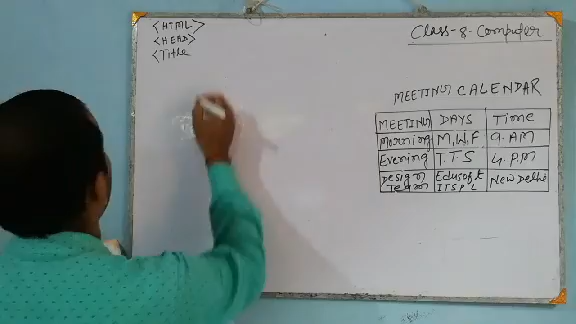 <HTML>
<HEAD>
<Title
Class-8-Computer
MEETING CALENDAR
MEETING DAYS Time
Morning M.W.F 9.AM
Evening T.T.S 4.PM
Design Team Edusoft ITSPL New Delhi